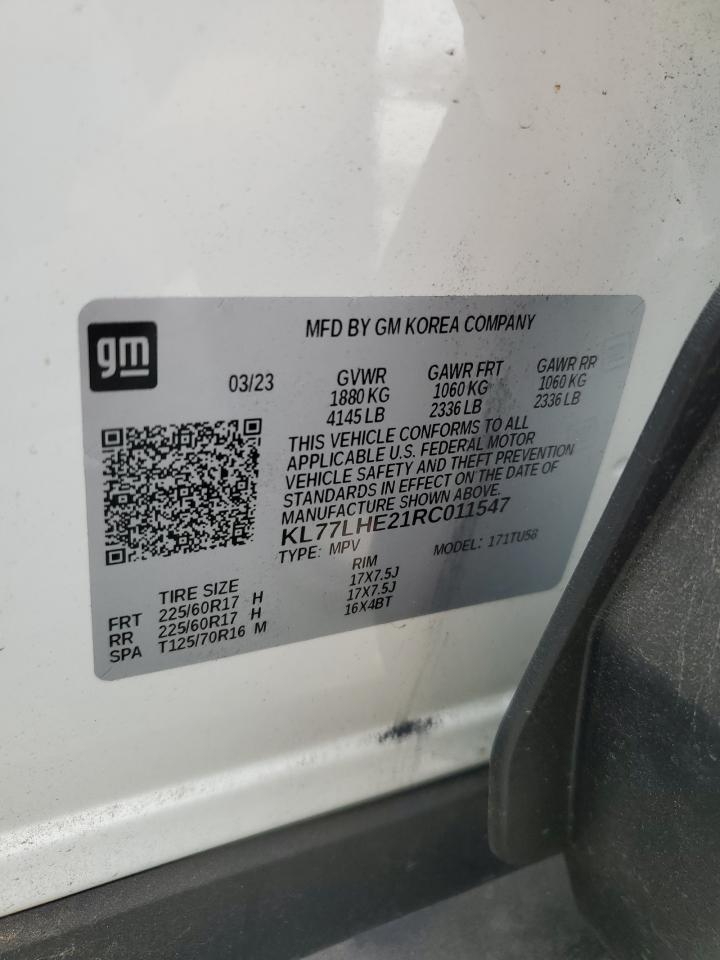 gm
MFD BY GM KOREA COMPANY
03/23
GVWR
1880 KG
4145 LB
GAWR FRT
1060 KG
2336 LB
GAWR RR
1060 KG
2336 LB
THIS VEHICLE CONFORMS TO ALL
APPLICABLE U.S. FEDERAL MOTOR
VEHICLE SAFETY AND THEFT PREVENTION
STANDARDS IN EFFECT ON THE DATE OF
MANUFACTURE SHOWN ABOVE.
KL77LHE21RC011547
TYPE: MPV MODEL: 171TU58
TIRE SIZE RIM
FRT 225/60R17 H 17X7.5J
RR 225/60R17 H 17X7.5J
SPA T125/70R16 M 16X4BT